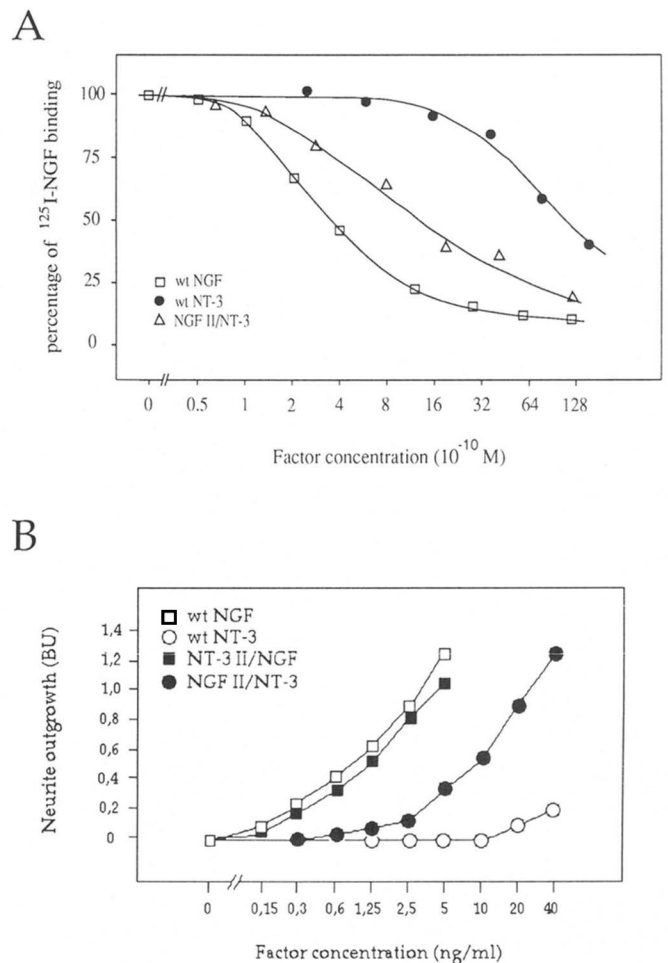 A
percentage of ¹²⁵I-NGF binding
100
75
50
25
0
wt NGF
wt NT-3
NGF II/NT-3
0 0.5 1 2 4 8 16 32 64 128
Factor concentration (10⁻¹⁰ M)
B
Neurite outgrowth (BU)
1,4
1,2
1,0
0,6
0,4
0,2
0
wt NGF
wt NT-3
NT-3 II/NGF
NGF II/NT-3
0 0,15 0,3 0,6 1,25 2,5 5 10 20 40
Factor concentration (ng/ml)